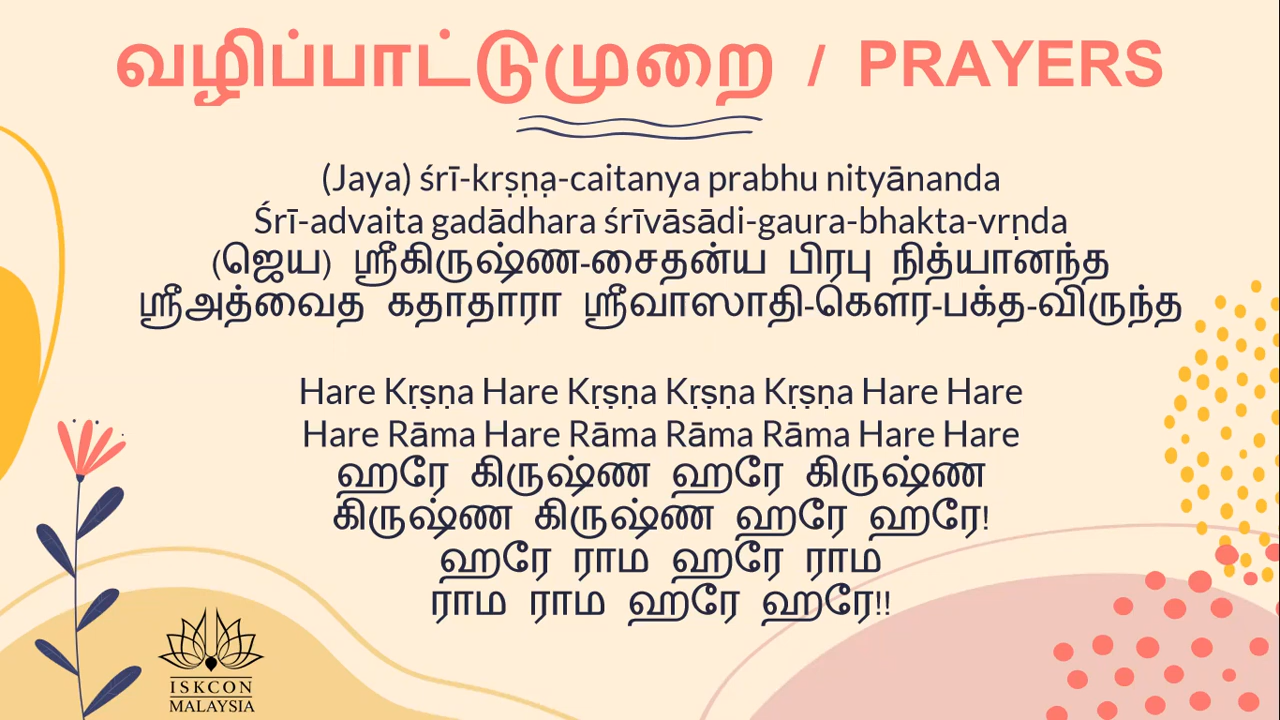 வழிப்பாட்டுமுறை / PRAYERS
(Jaya) śrī-kṛṣṇa-caitanya prabhu nityānanda
Śrī-advaita gadādhara śrīvāsādi-gaura-bhakta-vṛnda
(ஜெய) ஸ்ரீகிருஷ்ண-சைதன்ய பிரபு நித்யானந்த
ஸ்ரீஅத்வைத கதாதாரா ஸ்ரீவாஸாதி-கௌர-பக்த-விருந்த
Hare Kṛṣṇa Hare Kṛṣṇa Kṛṣṇa Kṛṣṇa Hare Hare
Hare Rāma Hare Rāma Rāma Rāma Hare Hare
ஹரே கிருஷ்ண ஹரே கிருஷ்ண
கிருஷ்ண கிருஷ்ண ஹரே ஹரே!
ஹரே ராம ஹரே ராம
ராம ராம ஹரே ஹரே!!
ISKCON
MALAYSIA